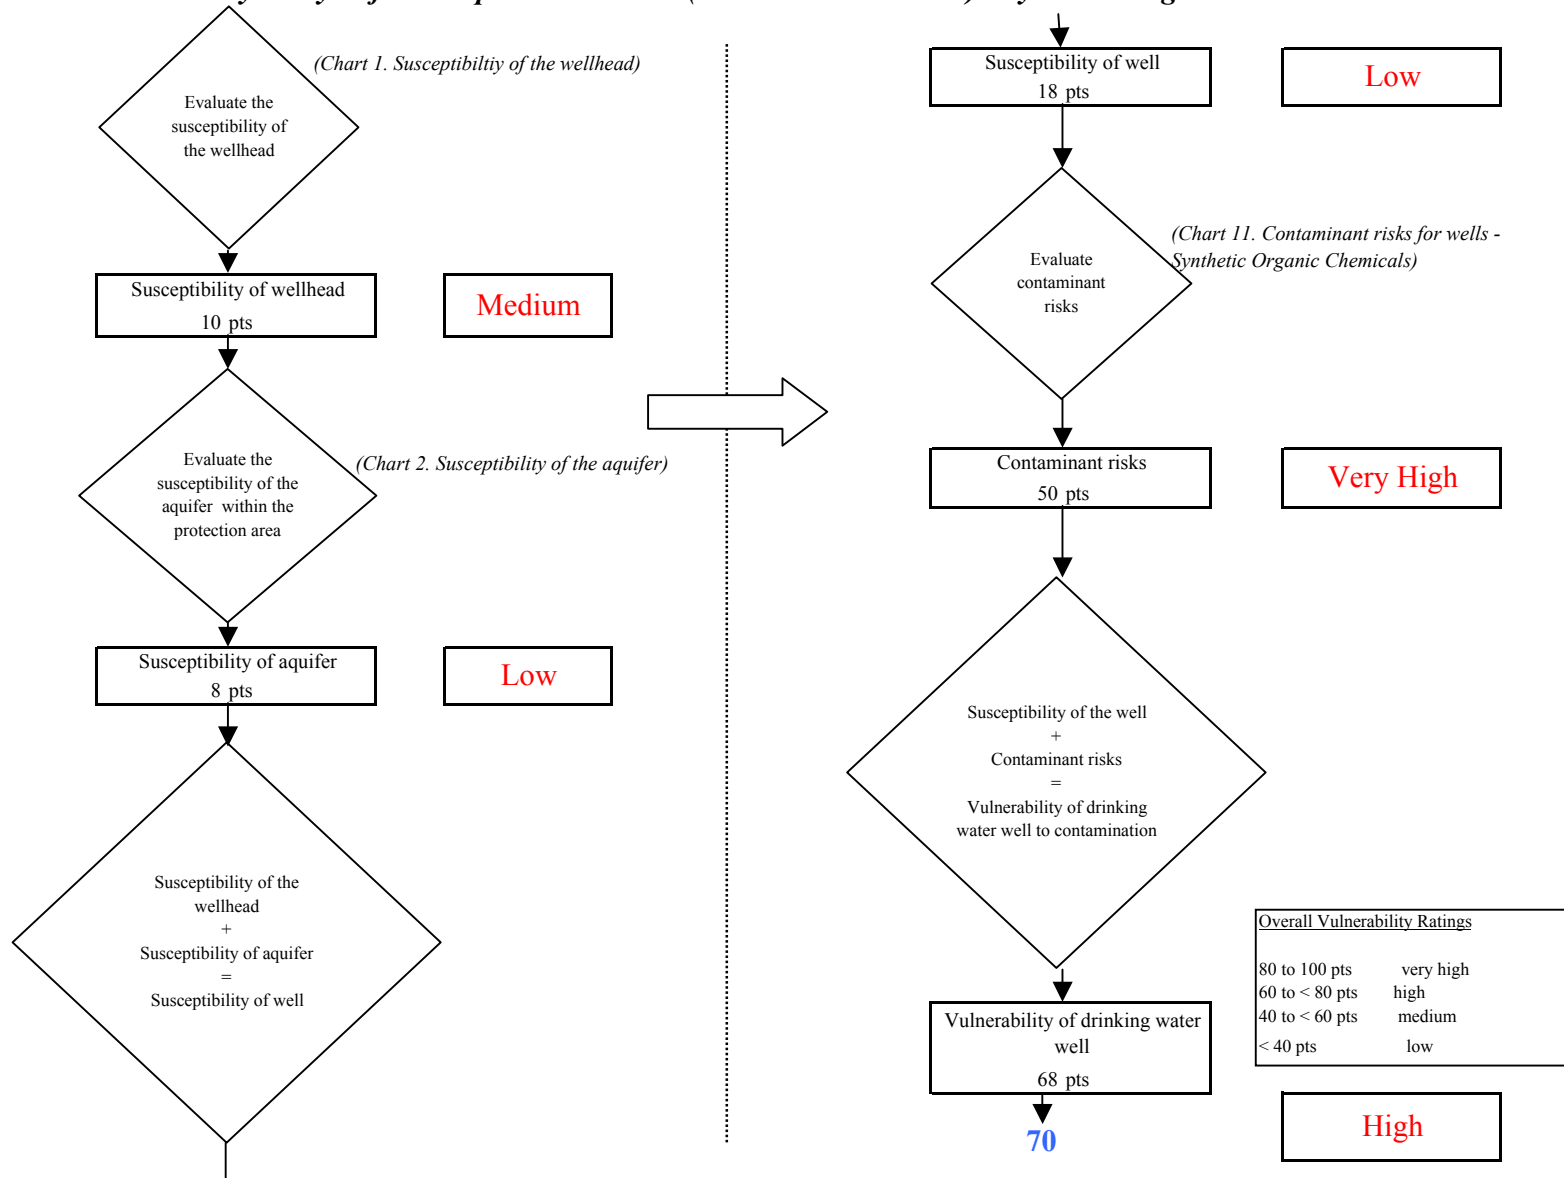 (Chart 1. Susceptibiltiy of the wellhead)
Evaluate the
susceptibility of
the wellhead
Susceptibility of wellhead
10 pts
Medium
Evaluate the
susceptibility of the
aquifer within the
protection area
(Chart 2. Susceptibility of the aquifer)
Susceptibility of aquifer
8 pts
Low
Susceptibility of the
wellhead
+
Susceptibility of aquifer
=
Susceptibility of well
Susceptibility of well
18 pts
Low
(Chart 11. Contaminant risks for wells -
Synthetic Organic Chemicals)
Evaluate
contaminant
risks
Contaminant risks
50 pts
Very High
Susceptibility of the well
+
Contaminant risks
=
Vulnerability of drinking
water well to contamination
Overall Vulnerability Ratings
80 to 100 pts very high
60 to < 80 pts high
40 to < 60 pts medium
< 40 pts low
Vulnerability of drinking water
well
68 pts
70
High